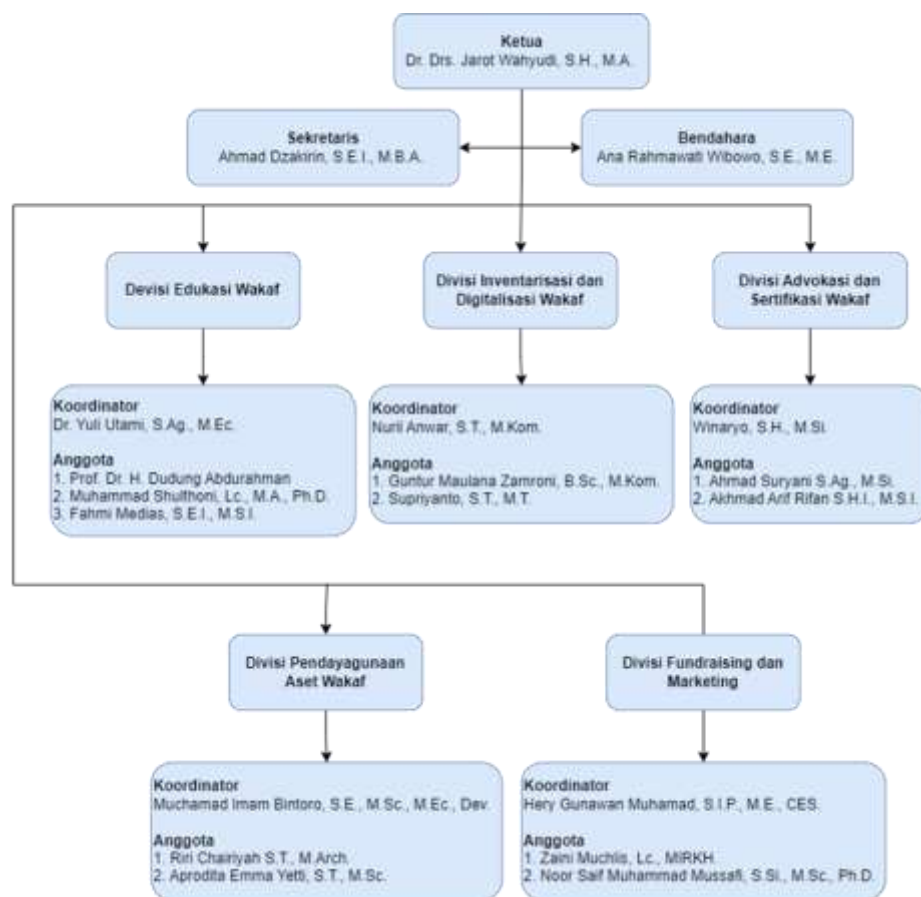 Ketua
Dr. Drs. Jarot Wahyudi, S.H., M.A.
Sekretaris
Ahmad Dzakirin, S.E.I., M.B.A.
Bendahara
Ana Rahmawati Wibowo, S.E., M.E.
Devisi Edukasi Wakaf
Divisi Inventarisasi dan
Digitalisasi Wakaf
Divisi Advokasi dan
Sertifikasi Wakaf
Koordinator
Dr. Yuli Utami, S.Ag., M.Ec.
Anggota
1. Prof. Dr. H. Dudung Abdurahman
2. Muhammad Shulthoni, Lc., M.A., Ph.D.
3. Fahmi Medias, S.E.I., M.S.I.
Koordinator
Nuril Anwar, S.T., M.Kom.
Anggota
1. Guntur Maulana Zamroni, B.Sc., M.Kom.
2. Supriyanto, S.T., M.T.
Koordinator
Winaryo, S.H., M.Si.
Anggota
1. Ahmad Suryani S.Ag., M.Si.
2. Akhmad Arif Rifan S.H.I., M.S.I.
Divisi Pendayagunaan
Aset Wakaf
Divisi Fundraising dan
Marketing
Koordinator
Muchamad Imam Bintoro, S.E., M.Sc., M.Ec., Dev.
Anggota
1. Riri Chairiyah S.T., M.Arch.
2. Aprodita Emma Yetti, S.T., M.Sc.
Koordinator
Hery Gunawan Muhamad, S.I.P., M.E., CES.
Anggota
1. Zaini Muchlis, Lc., MIRKH.
2. Noor Saif Muhammad Mussafi, S.Si., M.Sc., Ph.D.